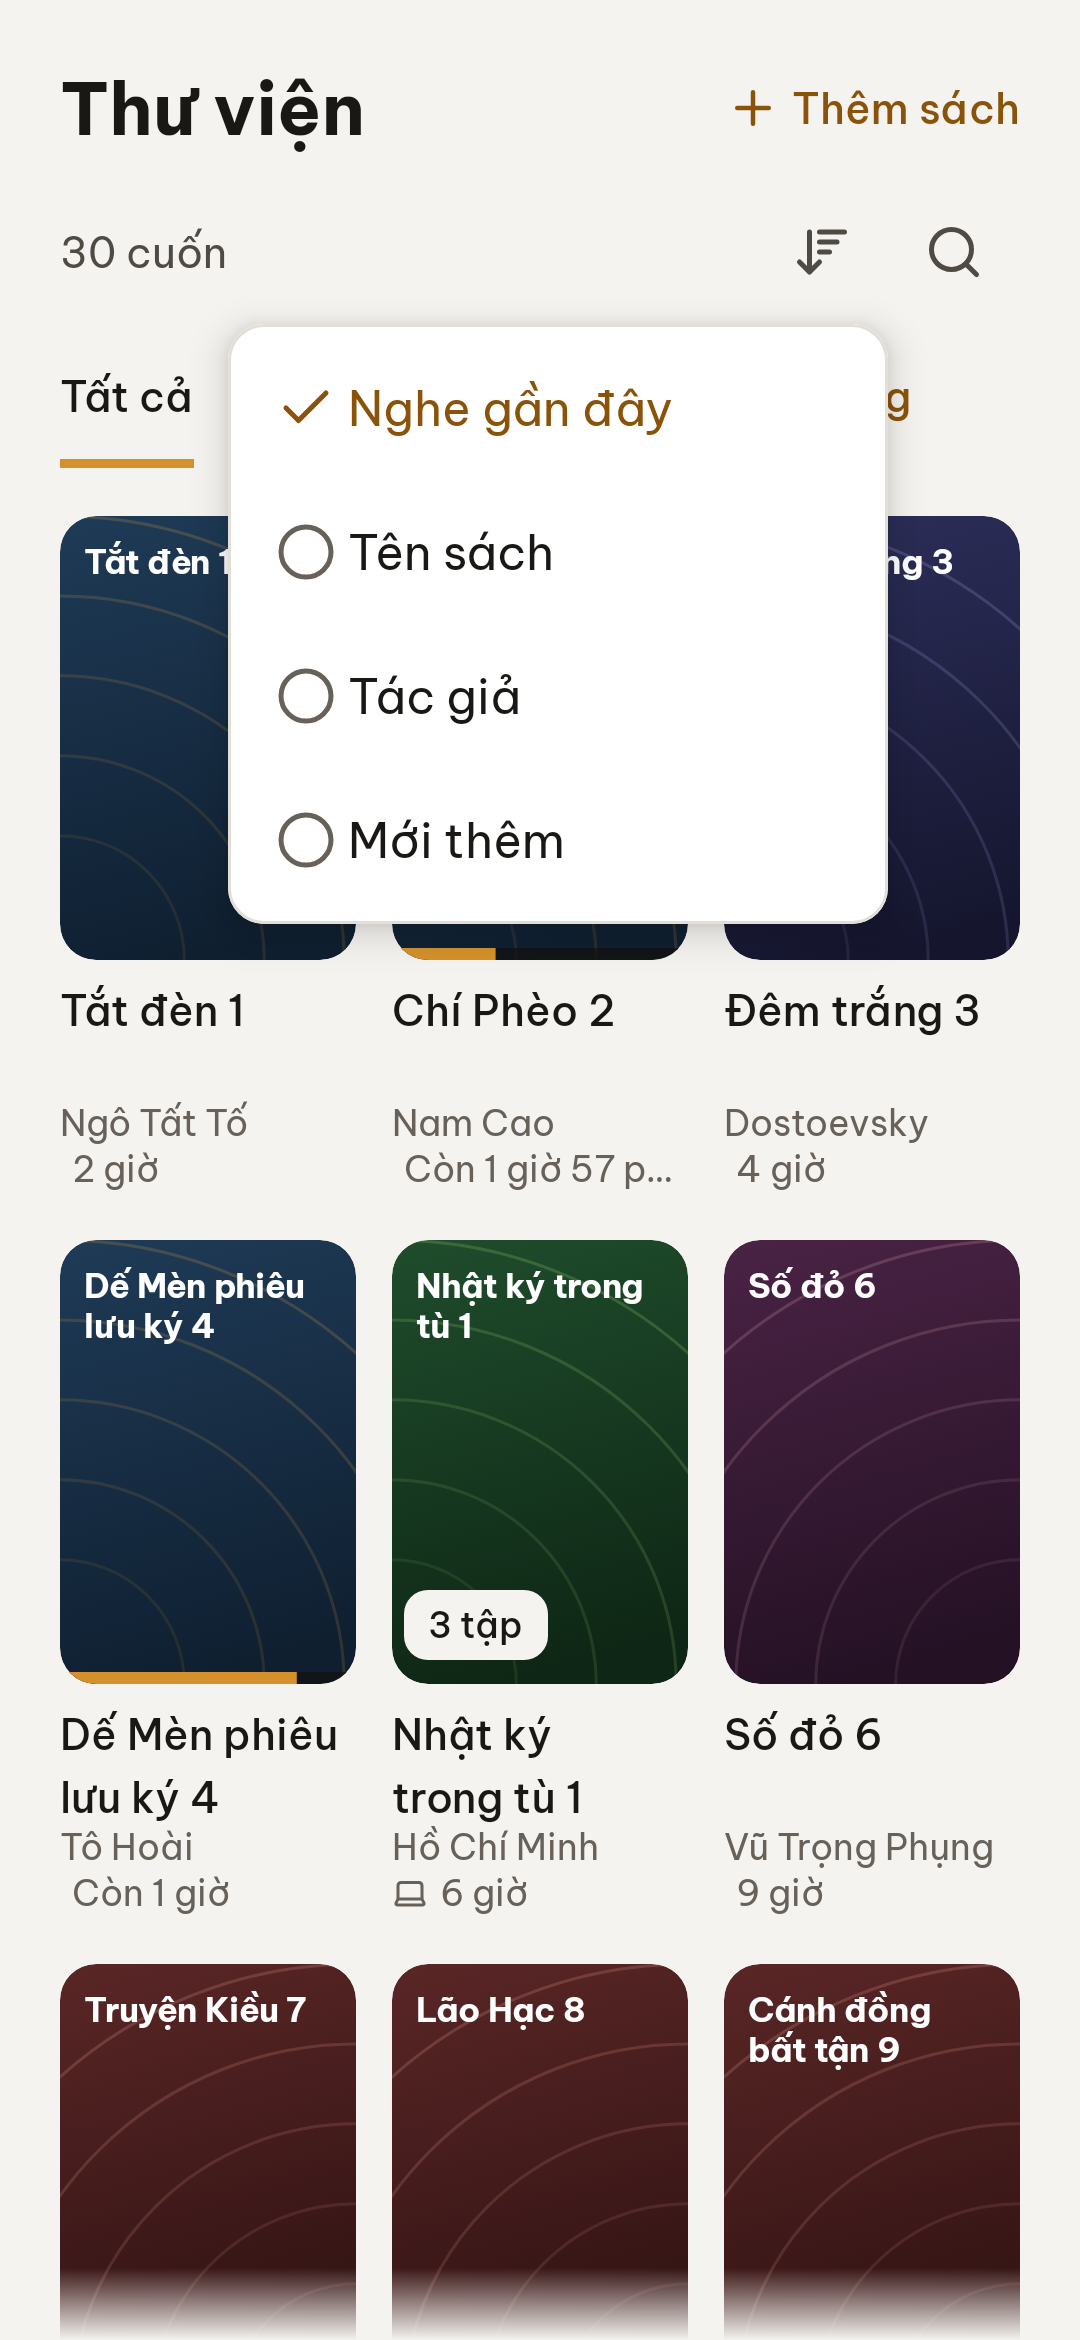 Thư viện
Thêm sách
30 cuốn
Tất cả
Nghe gần đây
Tên sách
Tác giả
Mới thêm
Tắt đèn 1
3
Tắt đèn 1
Chí Phèo 2
Đêm trắng 3
Ngô Tất Tố
Nam Cao
Dostoevsky
2 giờ
Còn 1 giờ 57 p...
4 giờ
Dế Mèn phiêu
lưu ký 4
Nhật ký trong
tù 1
Số đỏ 6
3 tập
Dế Mèn phiêu
lưu ký 4
Nhật ký
trong tù 1
Số đỏ 6
Tô Hoài
Hồ Chí Minh
Vũ Trọng Phụng
Còn 1 giờ
6 giờ
9 giờ
Truyện Kiều 7
Lão Hạc 8
Cánh đồng
bất tận 9